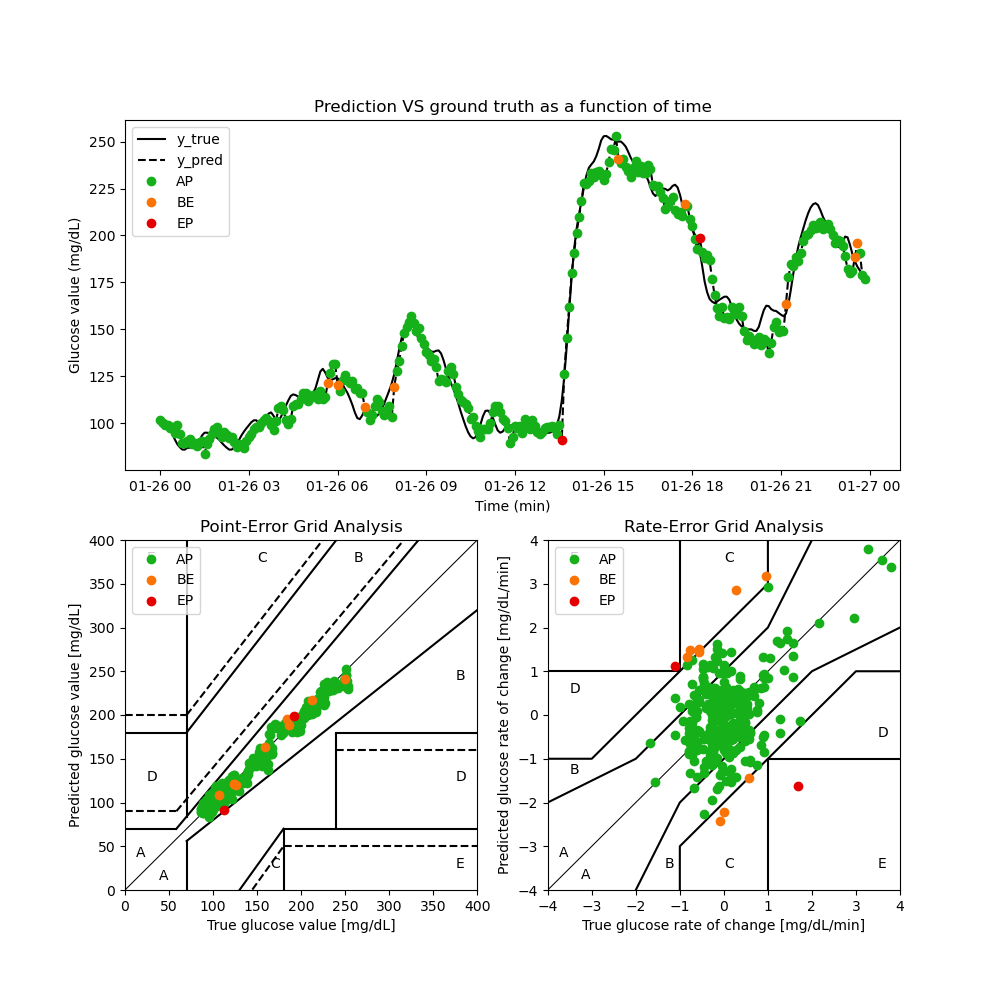 Prediction VS ground truth as a function of time
Glucose value (mg/dL)
250
225
200
175
150
125
100
y_true
y_pred
AP
BE
EP
01-26 00 01-26 03 01-26 06 01-26 09 01-26 12 01-26 15 01-26 18 01-26 21 01-27 00
Time (min)
Point-Error Grid Analysis
Predicted glucose value [mg/dL]
400
350
300
250
200
150
100
50
0
AP
BE
EP
C
B
B
D
D
A
A
C
E
0 50 100 150 200 250 300 350 400
True glucose value [mg/dL]
Rate-Error Grid Analysis
Predicted glucose rate of change [mg/dL/min]
4
3
2
1
0
−1
−2
−3
−4
AP
BE
EP
C
D
D
B
A
A
B
C
E
−4 −3 −2 −1 0 1 2 3 4
True glucose rate of change [mg/dL/min]